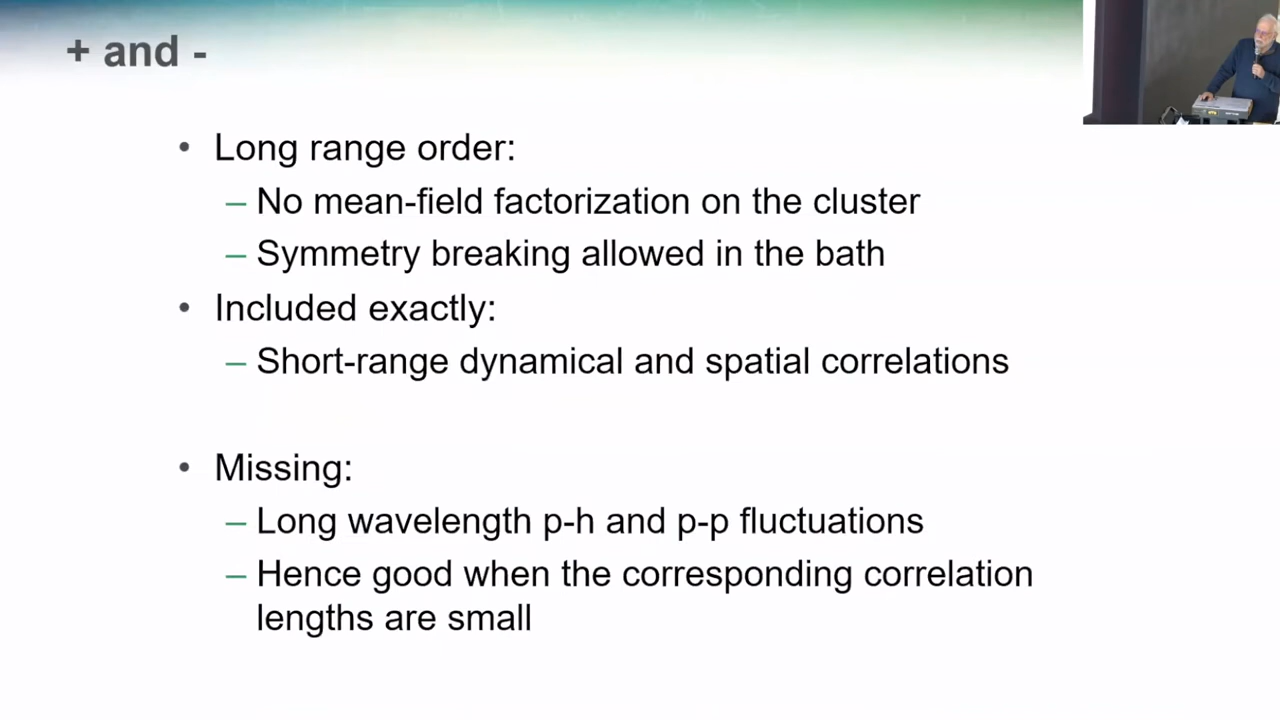 + and -
• Long range order:
– No mean-field factorization on the cluster
– Symmetry breaking allowed in the bath
• Included exactly:
– Short-range dynamical and spatial correlations
• Missing:
– Long wavelength p-h and p-p fluctuations
– Hence good when the corresponding correlation
lengths are small